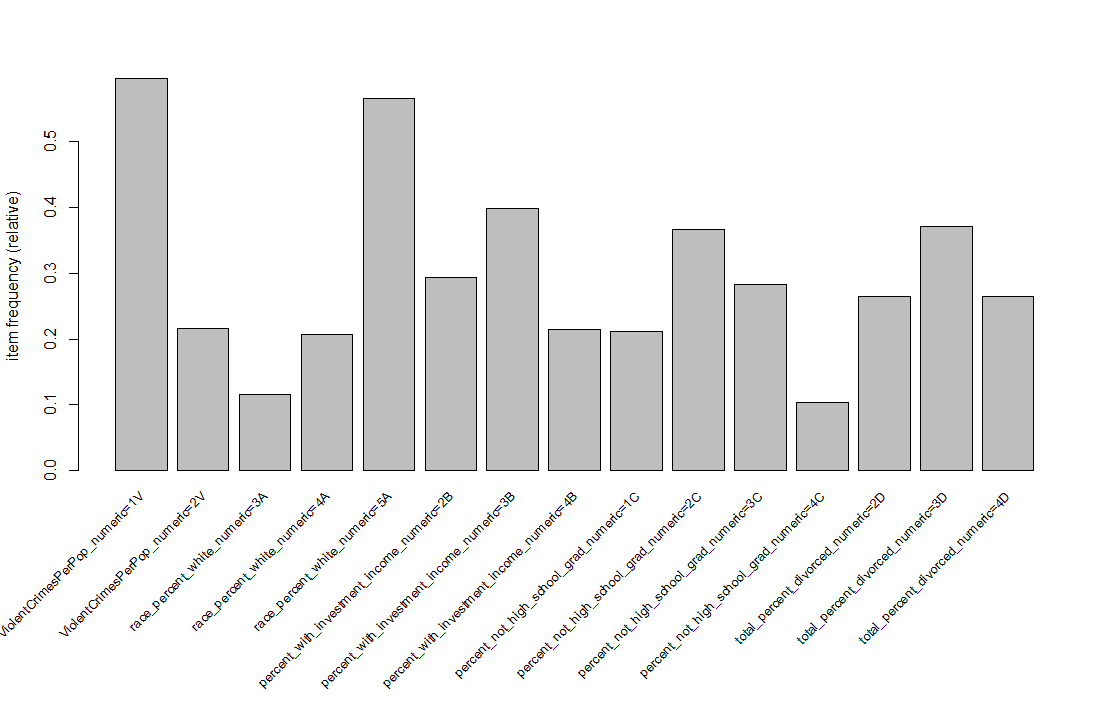 item frequency (relative)
0.5
0.4
0.3
0.2
0.1
0.0
ViolentCrimesPerPop_numeric=1V
ViolentCrimesPerPop_numeric=2V
race_percent_white_numeric=3A
race_percent_white_numeric=4A
race_percent_white_numeric=5A
percent_with_investment_income_numeric=2B
percent_with_investment_income_numeric=3B
percent_with_investment_income_numeric=4B
percent_not_high_school_grad_numeric=1C
percent_not_high_school_grad_numeric=2C
percent_not_high_school_grad_numeric=3C
percent_not_high_school_grad_numeric=4C
total_percent_divorced_numeric=2D
total_percent_divorced_numeric=3D
total_percent_divorced_numeric=4D